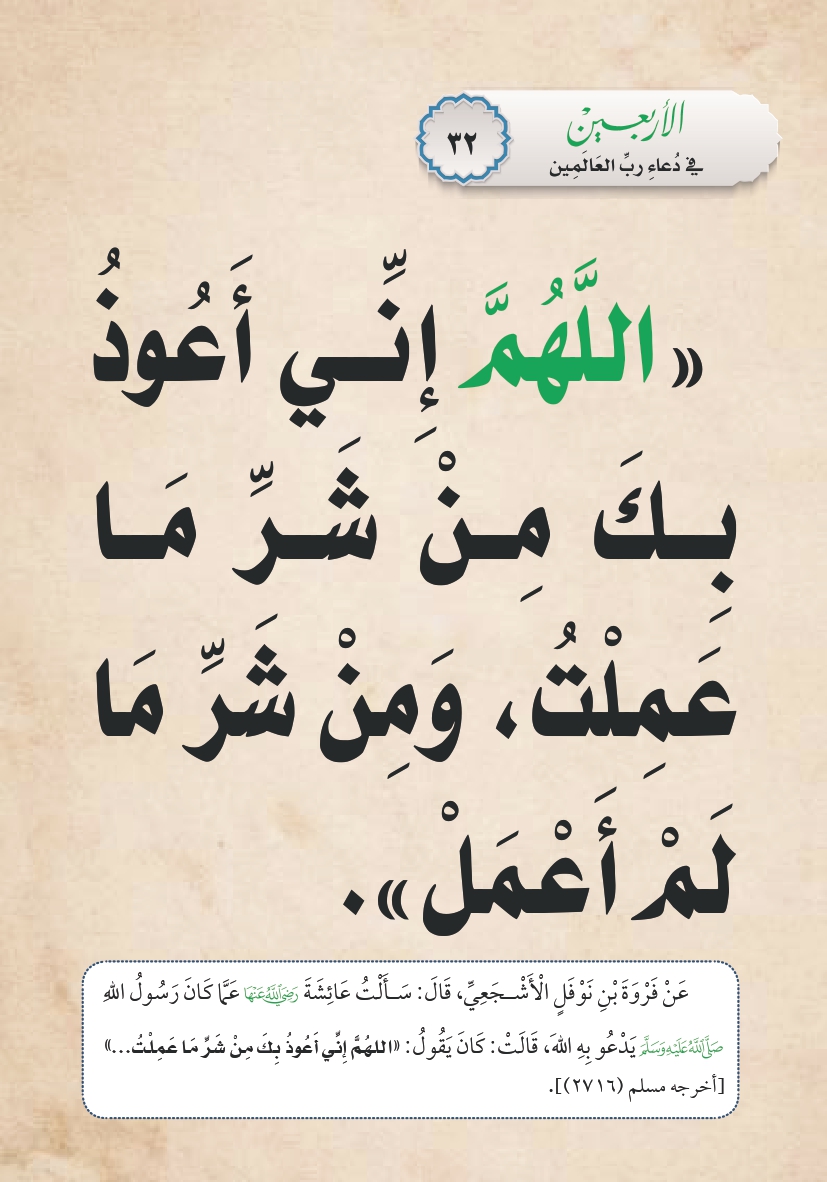 الأربعين
في دُعاءِ ربِّ العَالَمِين
٣٢
«اللَّهُمَّ إِنِّي أَعُوذُ
بِكَ مِنْ شَرِّ مَا
عَمِلْتُ، وَمِنْ شَرِّ مَا
لَمْ أَعْمَلْ».
عَنْ فَرْوَةَ بْنِ نَوْفَلٍ الْأَشْجَعِيِّ، قَالَ: سَأَلْتُ عَائِشَةَ رَضِيَ اللَّهُ عَنْهَا عَمَّا كَانَ رَسُولُ اللهِ
صَلَّى اللَّهُ عَلَيْهِ وَسَلَّمَ يَدْعُو بِهِ اللهَ، قَالَتْ: كَانَ يَقُولُ: «اللهُمَّ إِنِّي أَعُوذُ بِكَ مِنْ شَرِّ مَا عَمِلْتُ...»
[أخرجه مسلم (٢٧١٦)].